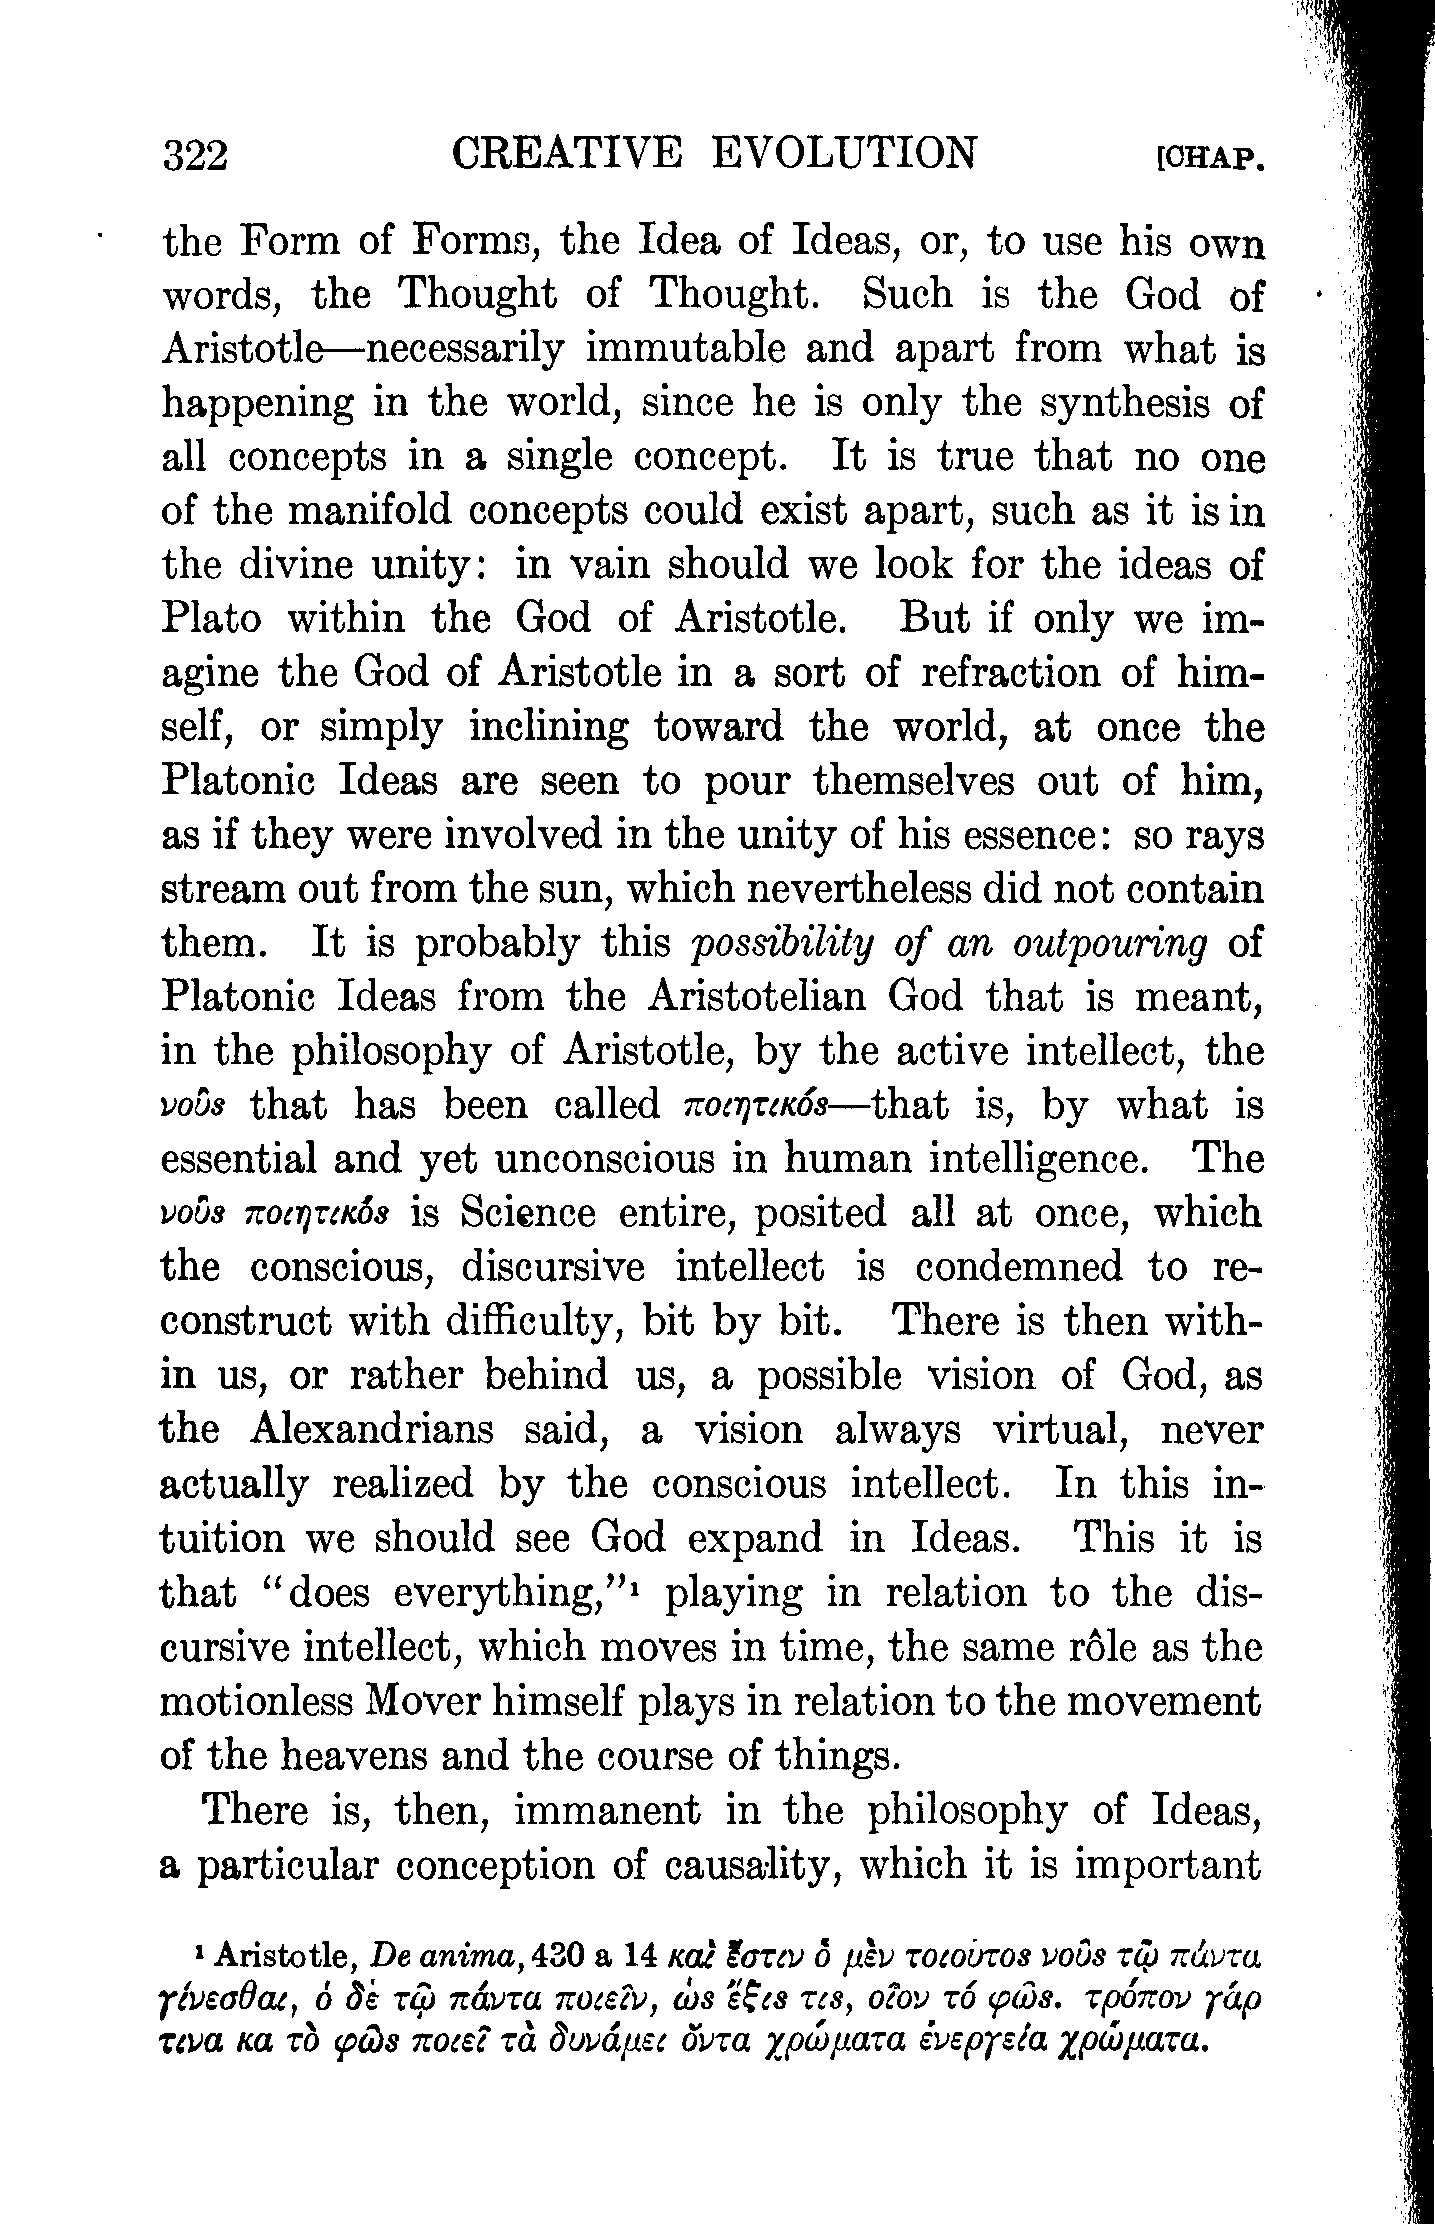 322 CREATIVE EVOLUTION [CHAP.
the Form of Forms, the Idea of Ideas, or, to use his own
words, the Thought of Thought. Such is the God of
Aristotle—necessarily immutable and apart from what is
happening in the world, since he is only the synthesis of
all concepts in a single concept. It is true that no one
of the manifold concepts could exist apart, such as it is in
the divine unity: in vain should we look for the ideas of
Plato within the God of Aristotle. But if only we im-
agine the God of Aristotle in a sort of refraction of him-
self, or simply inclining toward the world, at once the
Platonic Ideas are seen to pour themselves out of him,
as if they were involved in the unity of his essence: so rays
stream out from the sun, which nevertheless did not contain
them. It is probably this possibility of an outpouring of
Platonic Ideas from the Aristotelian God that is meant,
in the philosophy of Aristotle, by the active intellect, the
νοῦς that has been called ποιητικός—that is, by what is
essential and yet unconscious in human intelligence. The
νοῦς ποιητικός is Science entire, posited all at once, which
the conscious, discursive intellect is condemned to re-
construct with difficulty, bit by bit. There is then with-
in us, or rather behind us, a possible vision of God, as
the Alexandrians said, a vision always virtual, never
actually realized by the conscious intellect. In this in-
tuition we should see God expand in Ideas. This it is
that "does everything,"¹ playing in relation to the dis-
cursive intellect, which moves in time, the same rôle as the
motionless Mover himself plays in relation to the movement
of the heavens and the course of things.
There is, then, immanent in the philosophy of Ideas,
a particular conception of causality, which it is important
¹ Aristotle, De anima, 430 a 14 καὶ ἔστιν ὁ μὲν τοιοῦτος νοῦς τῷ πάντα
γίνεσθαι, ὁ δὲ τῷ πάντα ποιεῖν, ὡς ἕξις τις, οἷον τό φῶς. τρόπον γάρ
τινα κα τὸ φῶς ποιεῖ τὰ δυνάμει ὄντα χρώματα ἐνεργεία χρώματα.